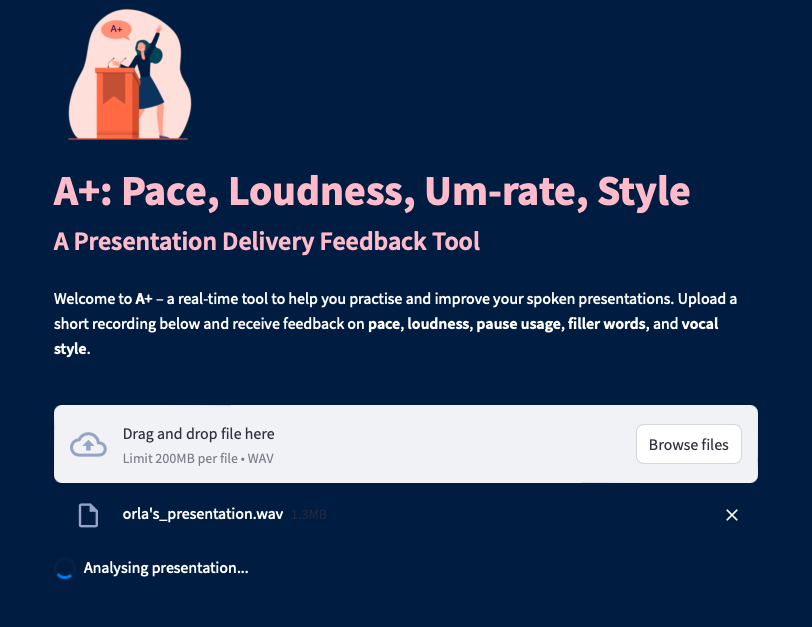 A+
A+: Pace, Loudness, Um-rate, Style
A Presentation Delivery Feedback Tool
Welcome to A+ – a real-time tool to help you practise and improve your spoken presentations. Upload a
short recording below and receive feedback on pace, loudness, pause usage, filler words, and vocal
style.
Drag and drop file here
Limit 200MB per file • WAV
Browse files
orla's_presentation.wav 1.3MB
Analysing presentation...